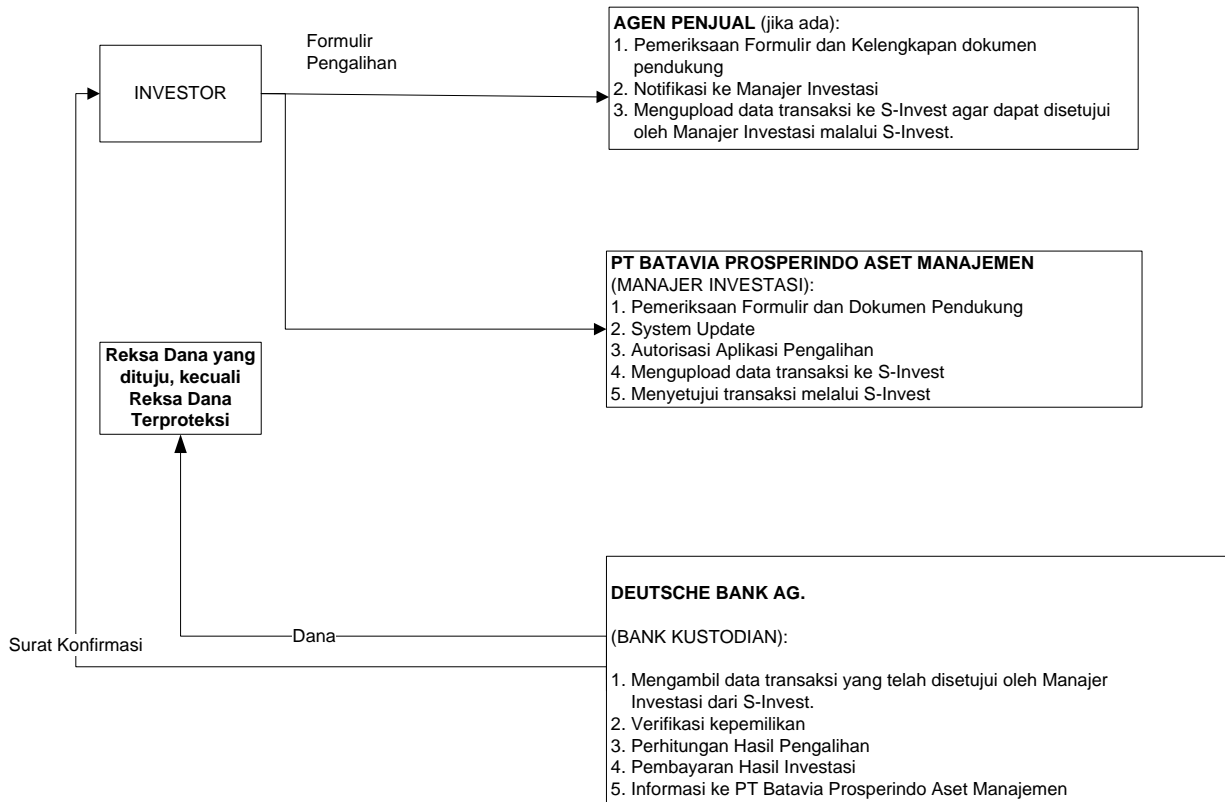 Formulir
Pengalihan
INVESTOR
AGEN PENJUAL (jika ada):
1. Pemeriksaan Formulir dan Kelengkapan dokumen
pendukung
2. Notifikasi ke Manajer Investasi
3. Mengupload data transaksi ke S-Invest agar dapat disetujui
oleh Manajer Investasi malalui S-Invest.
PT BATAVIA PROSPERINDO ASET MANAJEMEN
(MANAJER INVESTASI):
1. Pemeriksaan Formulir dan Dokumen Pendukung
2. System Update
3. Autorisasi Aplikasi Pengalihan
4. Mengupload data transaksi ke S-Invest
5. Menyetujui transaksi melalui S-Invest
Reksa Dana yang
dituju, kecuali
Reksa Dana
Terproteksi
Surat Konfirmasi
Dana
DEUTSCHE BANK AG.
(BANK KUSTODIAN):
1. Mengambil data transaksi yang telah disetujui oleh Manajer
Investasi dari S-Invest.
2. Verifikasi kepemilikan
3. Perhitungan Hasil Pengalihan
4. Pembayaran Hasil Investasi
5. Informasi ke PT Batavia Prosperindo Aset Manajemen